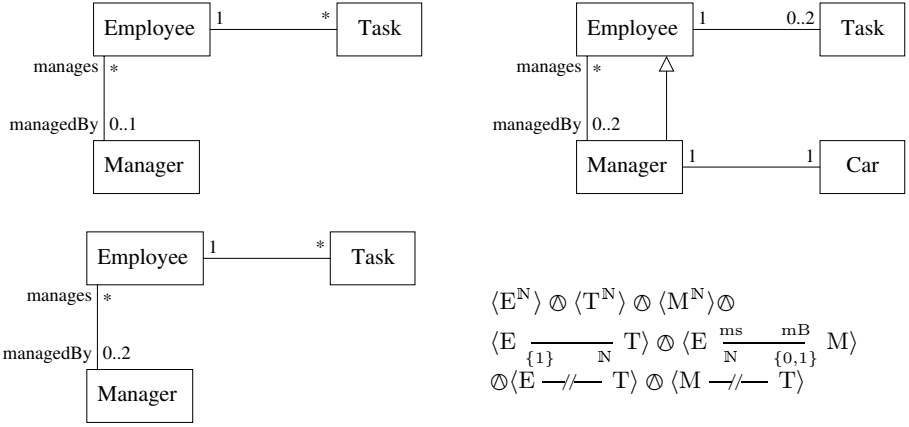 Employee 1 * Task
manages *
managedBy 0..1
Manager
Employee 1 0..2 Task
manages *
managedBy 0..2
Manager 1 1 Car
Employee 1 * Task
manages *
managedBy 0..2
Manager
⟨E^ℕ⟩ ⩀ ⟨T^ℕ⟩ ⩀ ⟨M^ℕ⟩⩀
⟨E {1} ℕ T⟩ ⩀ ⟨E ms ℕ mB {0,1} M⟩
⩀⟨E —//— T⟩ ⩀ ⟨M —//— T⟩